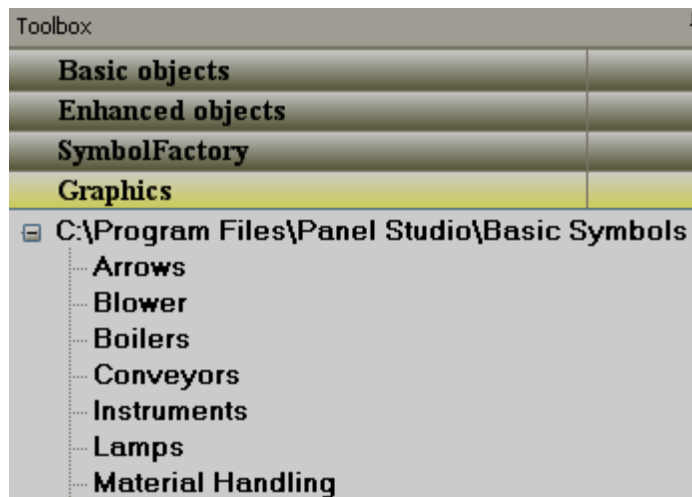 Toolbox
Basic objects
Enhanced objects
SymbolFactory
Graphics
C:\Program Files\Panel Studio\Basic Symbols
Arrows
Blower
Boilers
Conveyors
Instruments
Lamps
Material Handling